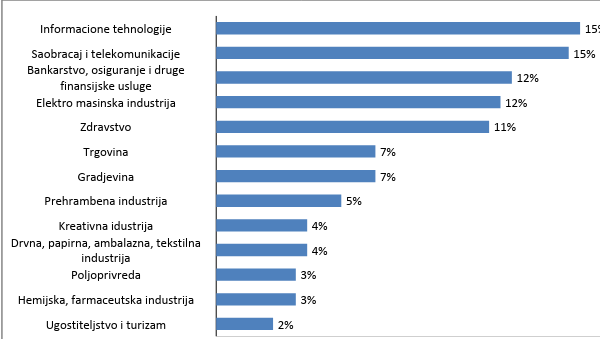 Informacione tehnologije 15%
Saobracaj i telekomunikacije 15%
Bankarstvo, osiguranje i druge
finansijske usluge 12%
Elektro masinska industrija 12%
Zdravstvo 11%
Trgovina 7%
Gradjevina 7%
Prehrambena industrija 5%
Kreativna idustrija 4%
Drvna, papirna, ambalazna, tekstilna
industrija 4%
Poljoprivreda 3%
Hemijska, farmaceutska industrija 3%
Ugostiteljstvo i turizam 2%